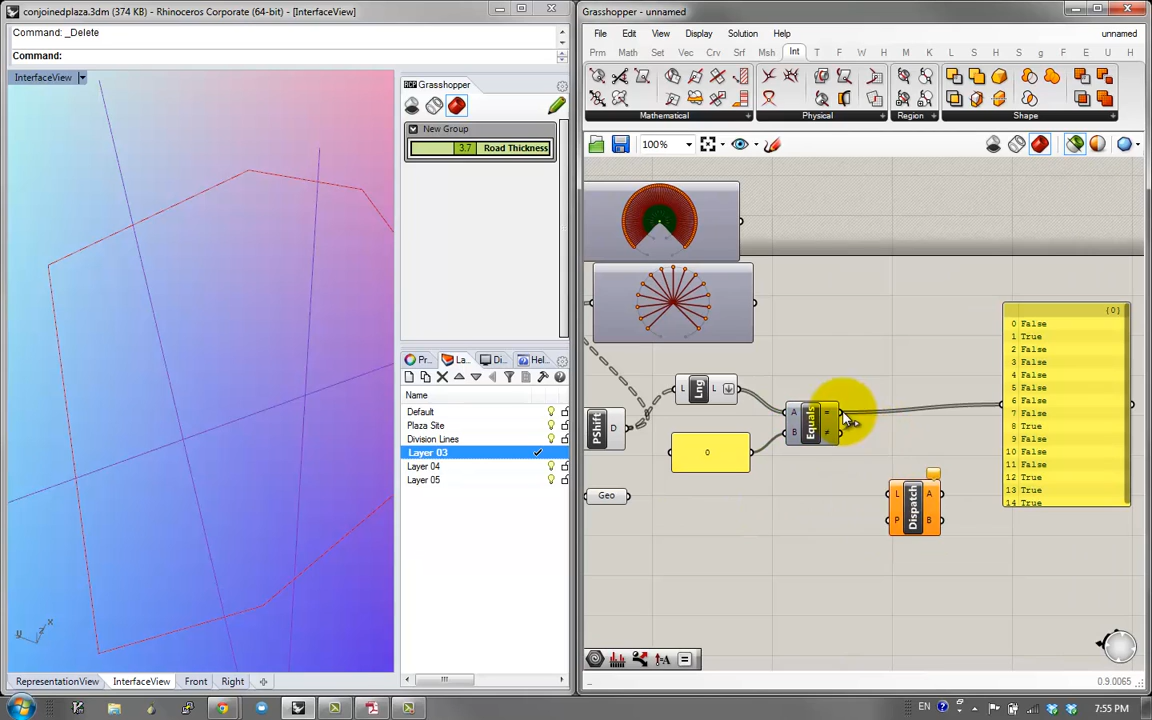 conjoinedplaza.3dm (374 KB) - Rhinoceros Corporate (64-bit) - [InterfaceView]
Command: _Delete
Command:
InterfaceView
Grasshopper
New Group
3.7 Road Thickness
Pr... La... Di... Hel...
Name
Default
Plaza Site
Division Lines
Layer 03
Layer 04
Layer 05
RepresentationView InterfaceView Front Right
Grasshopper - unnamed
File Edit View Display Solution Help unnamed
Prm Math Set Vec Crv Srf Msh Int T F W H M K K L H S g f M U H
Mathematical Physical Region Shape
100%
PShift D
L Lng L
A Equals =
B ≠
0
Geo
L Dispatch A
P B
{0}
0 False
1 True
2 False
3 False
4 False
5 False
6 False
7 False
8 True
9 False
10 False
11 False
12 True
13 True
14 True
0.9.0065
EN 7:55 PM